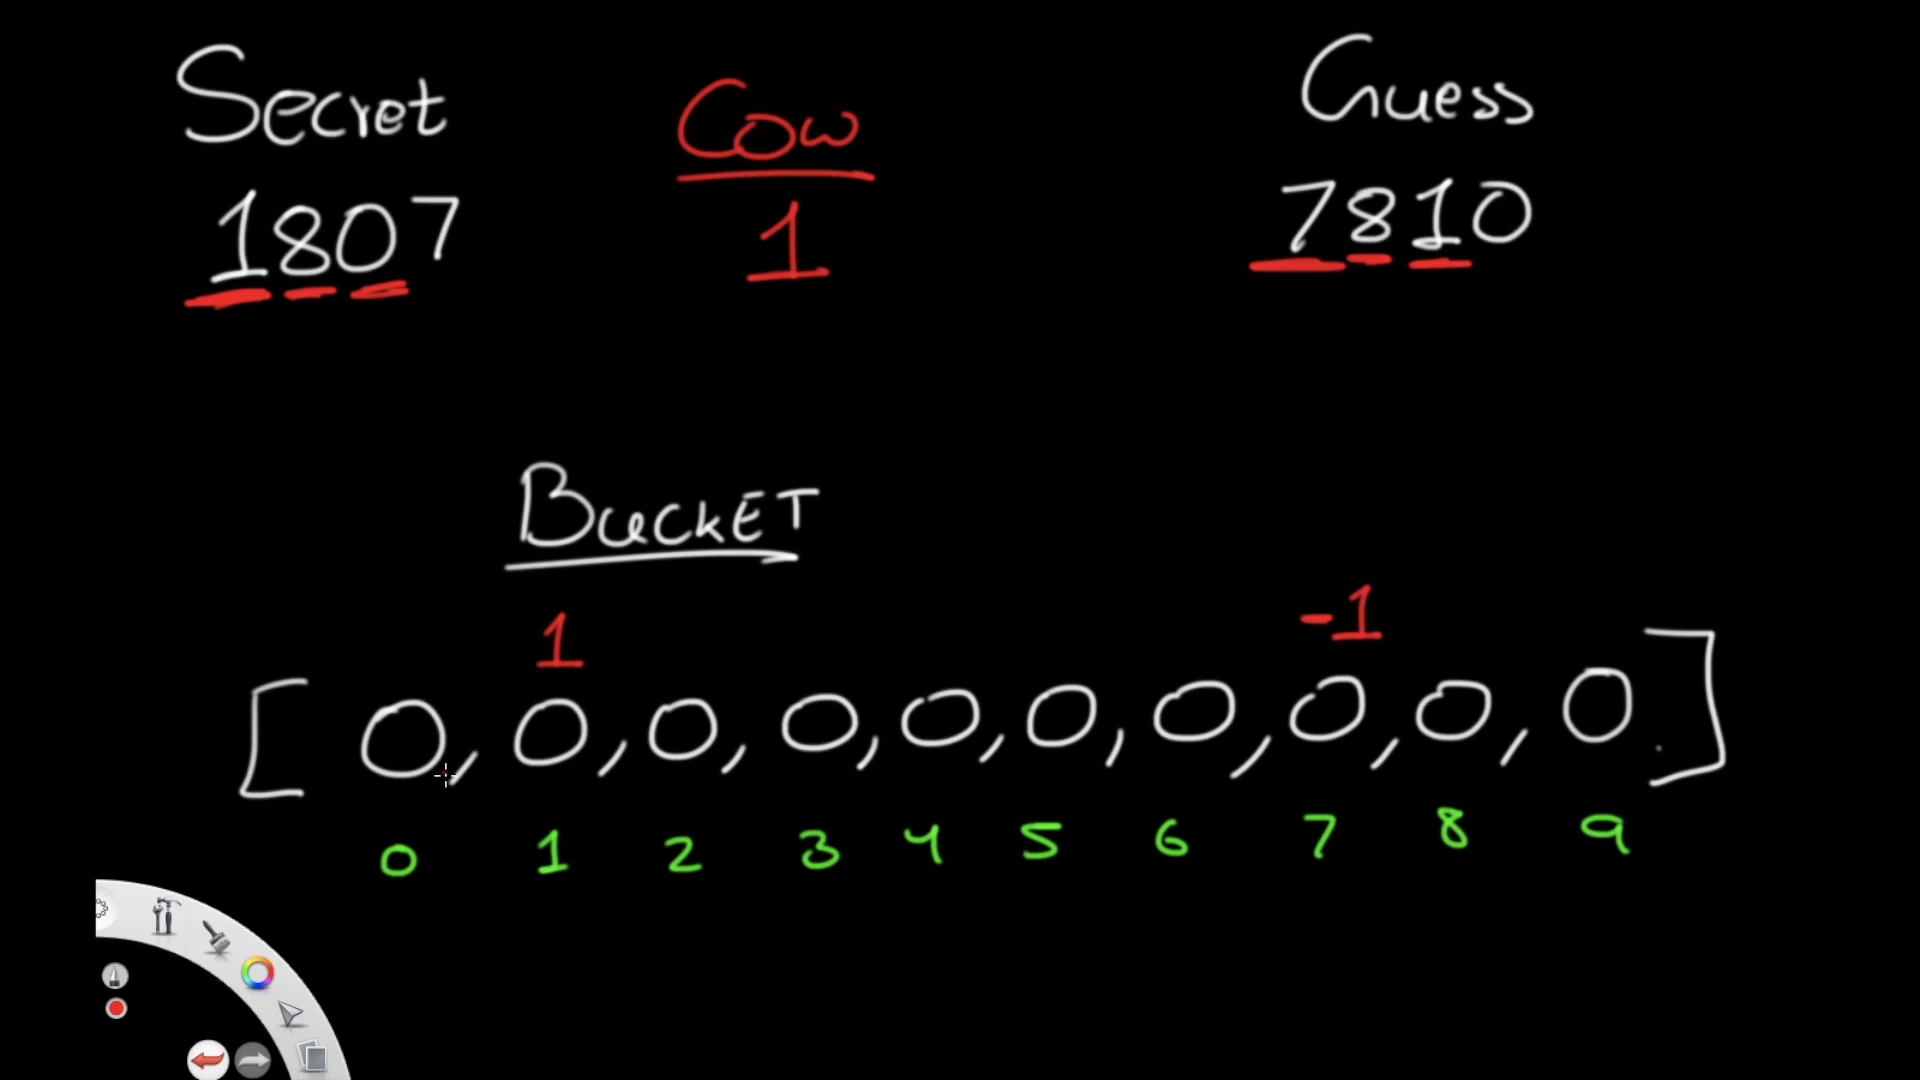 Secret Cow Guess
1807 1 7810
BUCKET
1 -1
[0, 0, 0, 0, 0, 0, 0, 0, 0, 0]
0 1 2 3 4 5 6 7 8 9